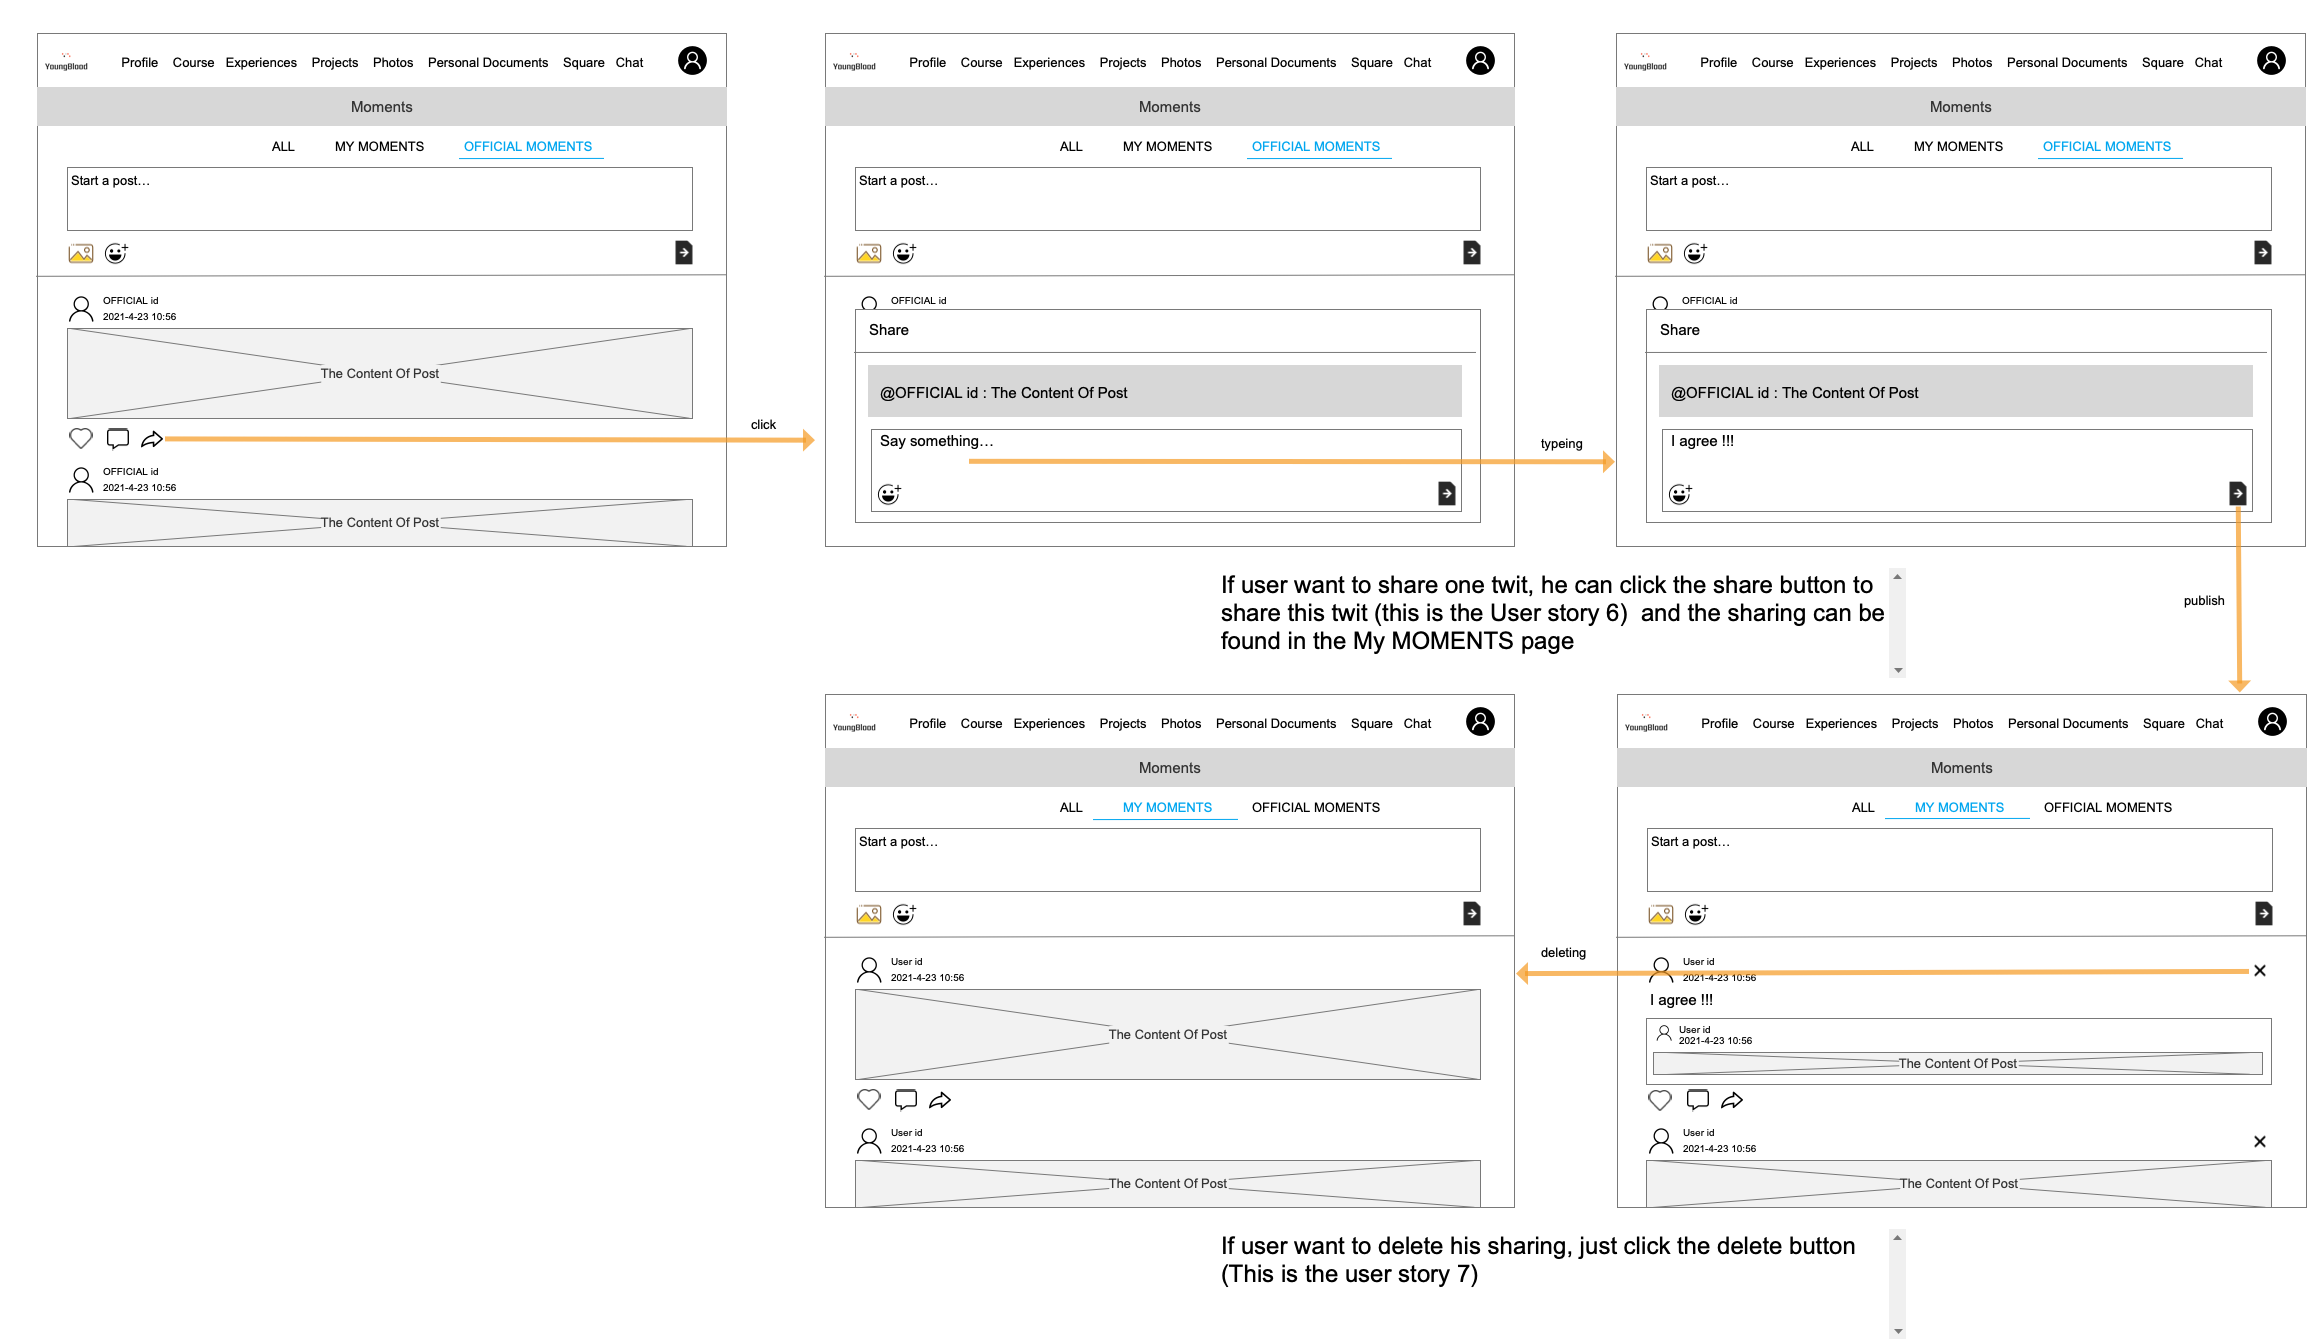 YoungBlood
Profile Course Experiences Projects Photos Personal Documents Square Chat
Moments
ALL MY MOMENTS OFFICIAL MOMENTS
Start a post...
OFFICIAL id
2021-4-23 10:56
The Content Of Post
OFFICIAL id
2021-4-23 10:56
The Content Of Post
click
YoungBlood
Profile Course Experiences Projects Photos Personal Documents Square Chat
Moments
ALL MY MOMENTS OFFICIAL MOMENTS
Start a post...
OFFICIAL id
Share
@OFFICIAL id : The Content Of Post
Say something...
typeing
YoungBlood
Profile Course Experiences Projects Photos Personal Documents Square Chat
Moments
ALL MY MOMENTS OFFICIAL MOMENTS
Start a post...
OFFICIAL id
Share
@OFFICIAL id : The Content Of Post
I agree !!!
If user want to share one twit, he can click the share button to
share this twit (this is the User story 6)  and the sharing can be
found in the My MOMENTS page
publish
YoungBlood
Profile Course Experiences Projects Photos Personal Documents Square Chat
Moments
ALL MY MOMENTS OFFICIAL MOMENTS
Start a post...
User id
2021-4-23 10:56
The Content Of Post
User id
2021-4-23 10:56
The Content Of Post
deleting
YoungBlood
Profile Course Experiences Projects Photos Personal Documents Square Chat
Moments
ALL MY MOMENTS OFFICIAL MOMENTS
Start a post...
User id
2021-4-23 10:56
I agree !!!
User id
2021-4-23 10:56
The Content Of Post
User id
2021-4-23 10:56
The Content Of Post
If user want to delete his sharing, just click the delete button
(This is the user story 7)